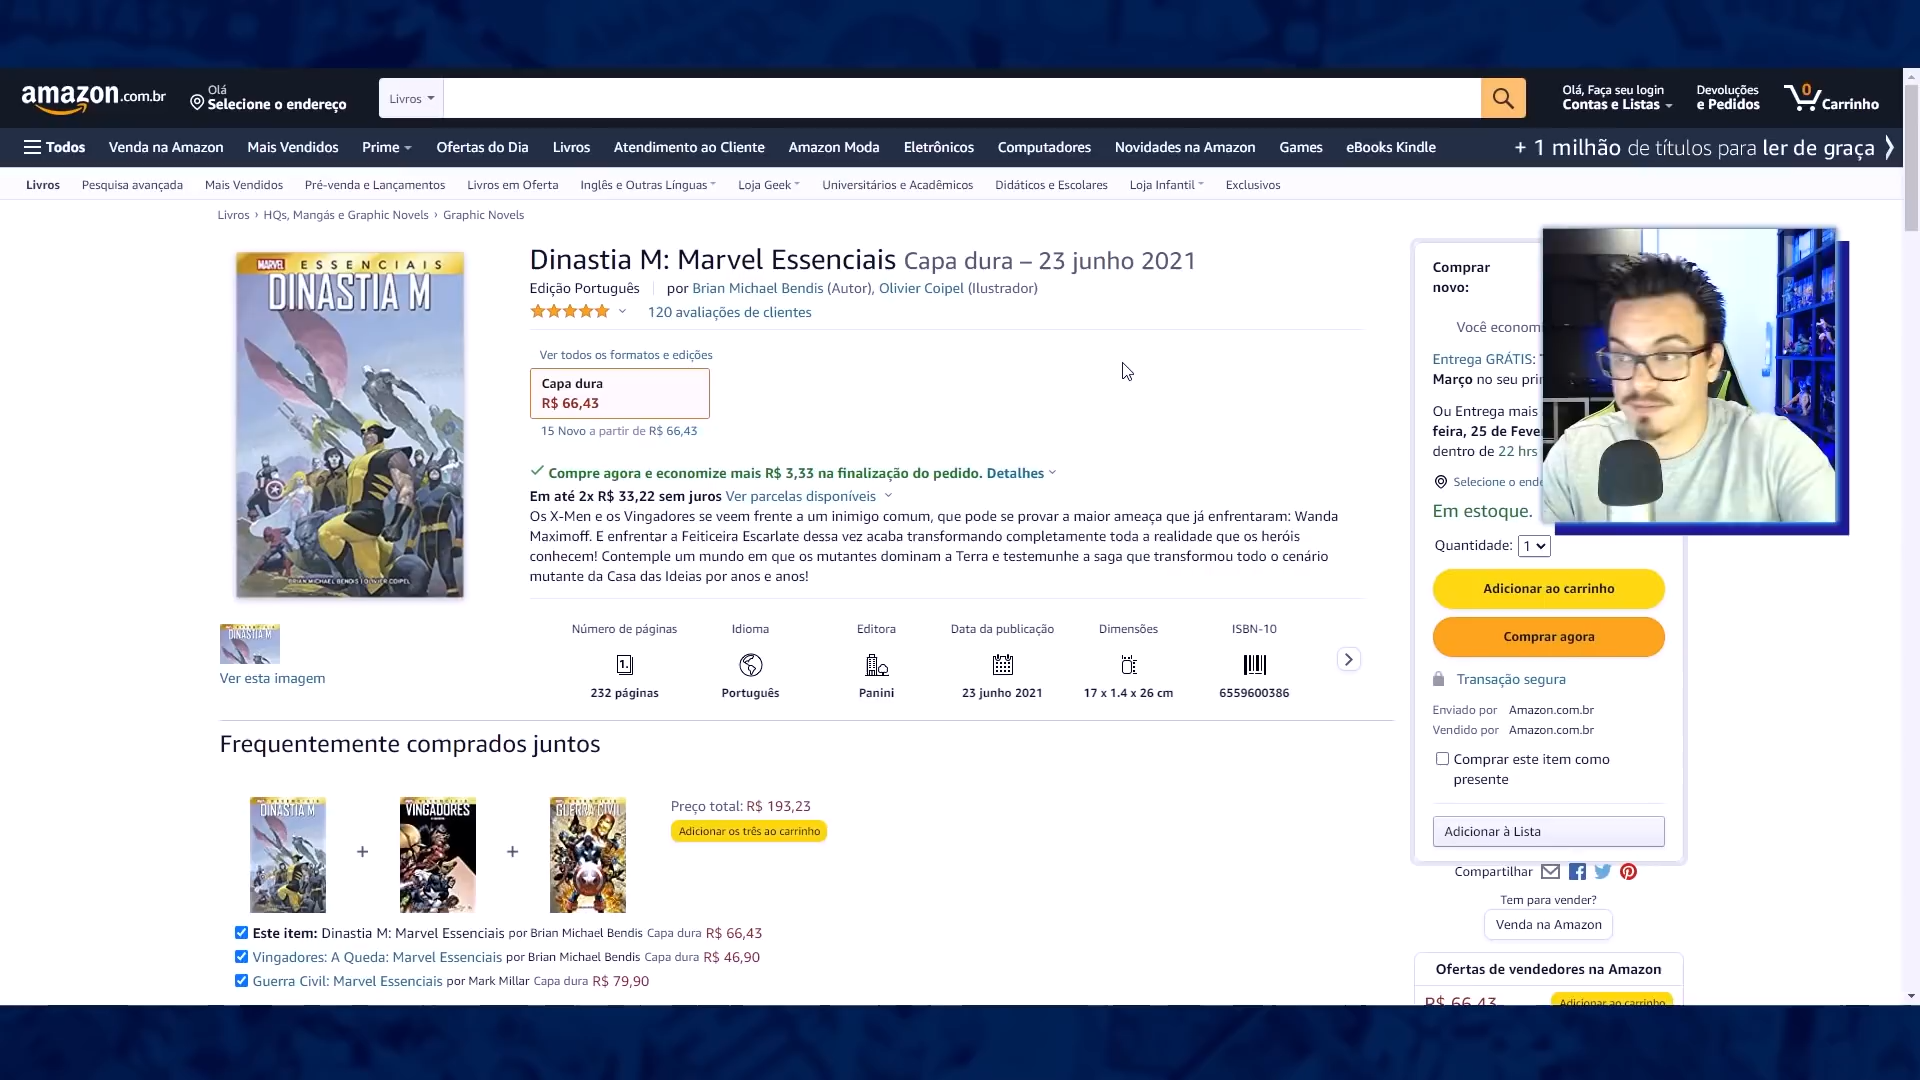 amazon.com.br
Olá
Selecione o endereço
Livros
Olá, Faça seu login
Contas e Listas
Devoluções
e Pedidos
0
Carrinho
Todos
Venda na Amazon
Mais Vendidos
Prime
Ofertas do Dia
Livros
Atendimento ao Cliente
Amazon Moda
Eletrônicos
Computadores
Novidades na Amazon
Games
eBooks Kindle
+ 1 milhão de títulos para ler de graça
Livros
Pesquisa avançada
Mais Vendidos
Pré-venda e Lançamentos
Livros em Oferta
Inglês e Outras Línguas
Loja Geek
Universitários e Acadêmicos
Didáticos e Escolares
Loja Infantil
Exclusivos
Livros › HQs, Mangás e Graphic Novels › Graphic Novels
MARVEL ESSENCIAIS
DINASTIA M
BRIAN MICHAEL BENDIS | OLIVIER COIPEL
DINASTIA M
Ver esta imagem
Dinastia M: Marvel Essenciais Capa dura – 23 junho 2021
Edição Português
por Brian Michael Bendis (Autor), Olivier Coipel (Ilustrador)
120 avaliações de clientes
Ver todos os formatos e edições
Capa dura
R$ 66,43
15 Novo a partir de R$ 66,43
Compre agora e economize mais R$ 3,33 na finalização do pedido. Detalhes
Em até 2x R$ 33,22 sem juros Ver parcelas disponíveis
Os X-Men e os Vingadores se veem frente a um inimigo comum, que pode se provar a maior ameaça que já enfrentaram: Wanda
Maximoff. E enfrentar a Feiticeira Escarlate dessa vez acaba transformando completamente toda a realidade que os heróis
conhecem! Contemple um mundo em que os mutantes dominam a Terra e testemunhe a saga que transformou todo o cenário
mutante da Casa das Ideias por anos e anos!
Número de páginas
1.
232 páginas
Idioma
Português
Editora
Panini
Data da publicação
23 junho 2021
Dimensões
17 x 1.4 x 26 cm
ISBN-10
6559600386
Comprar
novo:
Você
Entrega GRÁTIS:
Março no seu
Ou Entrega mais
feira, 25 de
dentro de 22 hrs
Selecione o
Em estoque.
Quantidade: 1
Adicionar ao carrinho
Comprar agora
Transação segura
Enviado por Amazon.com.br
Vendido por Amazon.com.br
Comprar este item como
presente
Adicionar à Lista
Compartilhar
Tem para vender?
Venda na Amazon
Ofertas de vendedores na Amazon
R$ 66,43
Adicionar ao carrinho
Frequentemente comprados juntos
DINASTIA M
+
VINGADORES
+
GUERRA CIVIL
Preço total: R$ 193,23
Adicionar os três ao carrinho
Este item: Dinastia M: Marvel Essenciais por Brian Michael Bendis Capa dura R$ 66,43
Vingadores: A Queda: Marvel Essenciais por Brian Michael Bendis Capa dura R$ 46,90
Guerra Civil: Marvel Essenciais por Mark Millar Capa dura R$ 79,90